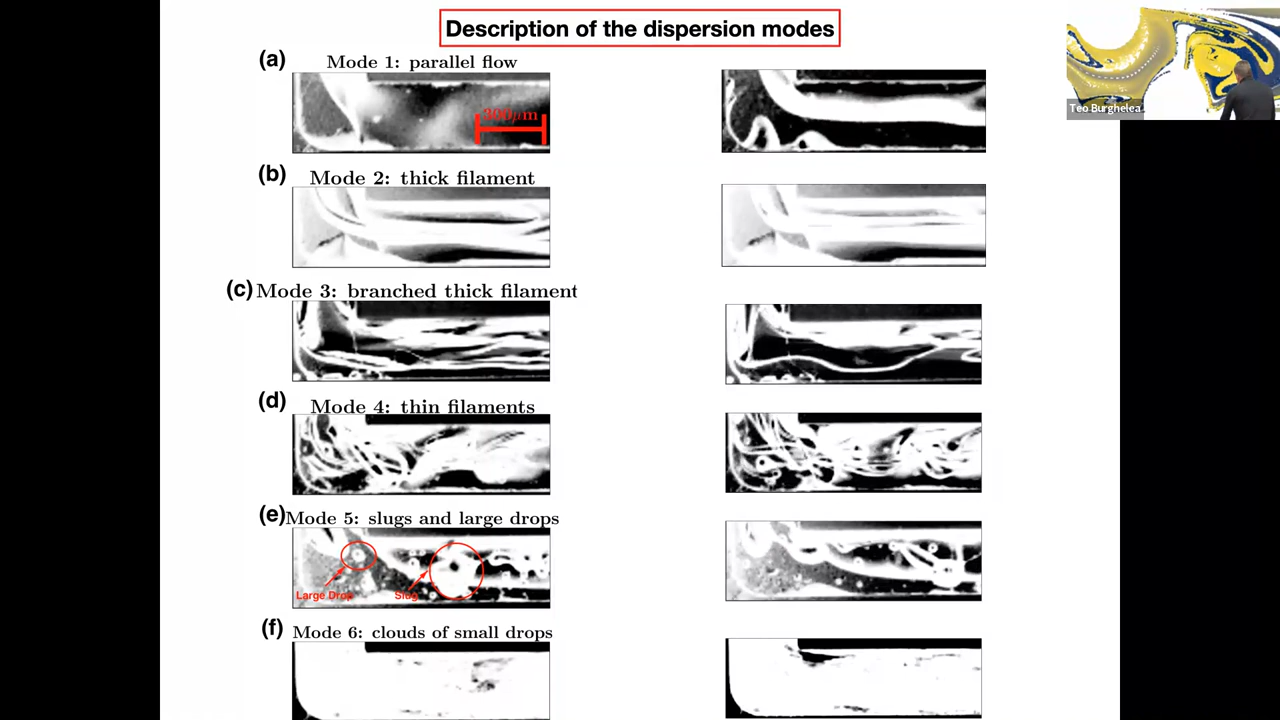 Description of the dispersion modes
Teo Burghelea
(a)
Mode 1: parallel flow
300μm
(b)
Mode 2: thick filament
(c) Mode 3: branched thick filament
(d)
Mode 4: thin filaments
(e) Mode 5: slugs and large drops
Large Drop
Slug
(f) Mode 6: clouds of small drops